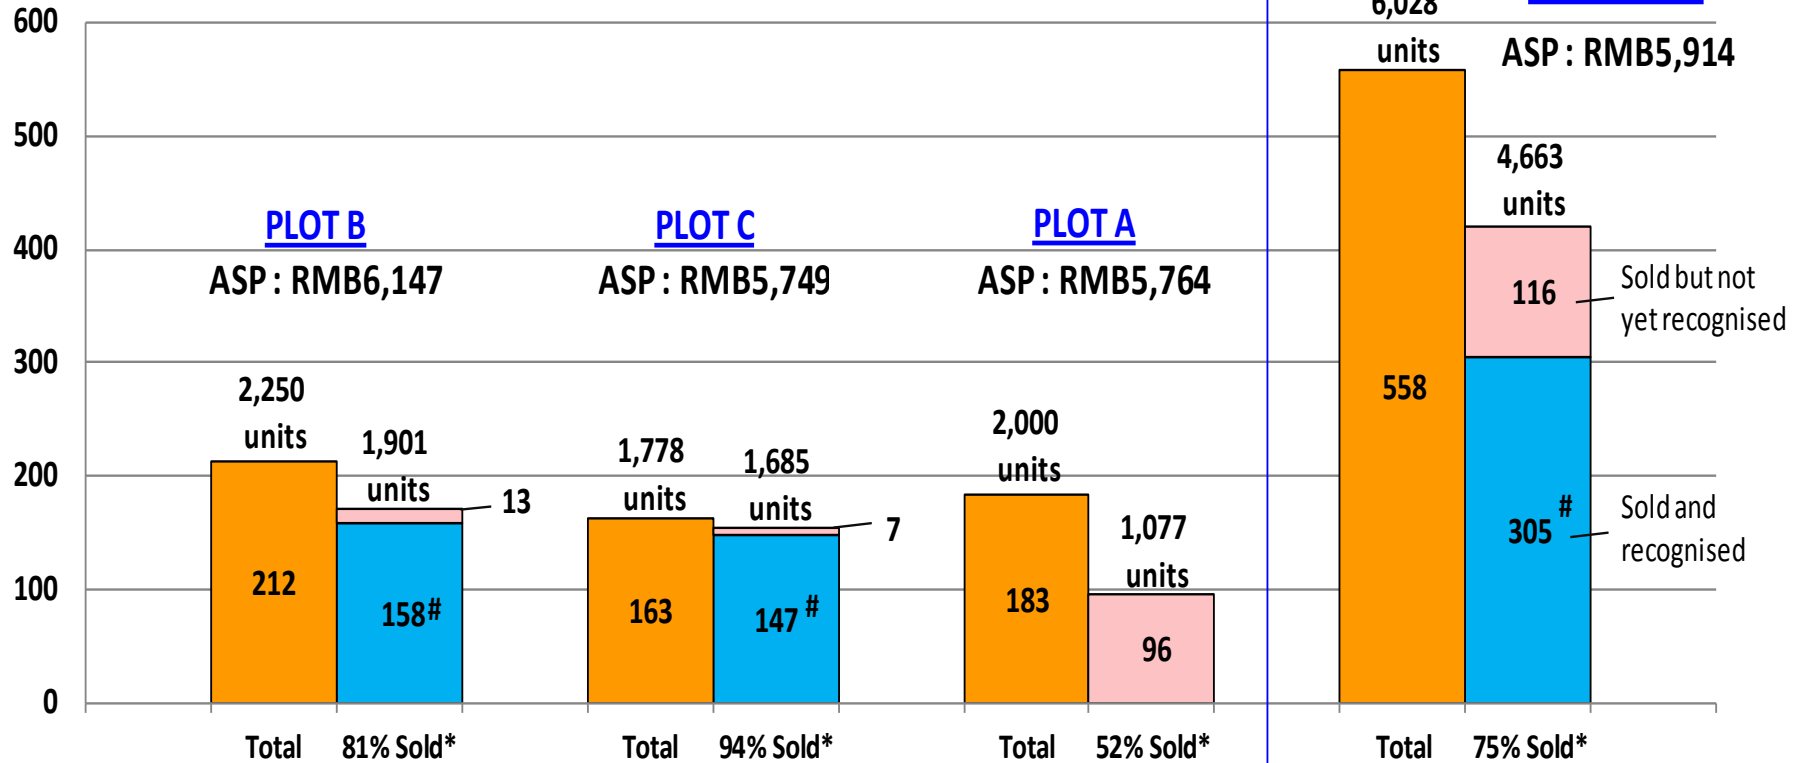 600
500
400
300
200
100
0
PLOT B
ASP : RMB6,147
2,250
units
1,901
units
13
212
158#
Total 81% Sold*
PLOT C
ASP : RMB5,749
1,778
units
1,685
units
7
163
147 #
Total 94% Sold*
PLOT A
ASP : RMB5,764
2,000
units
1,077
units
183
96
Total 52% Sold*
6,028
units
ASP : RMB5,914
4,663
units
116
Sold but not
yet recognised
558
305 #
Sold and
recognised
Total 75% Sold*